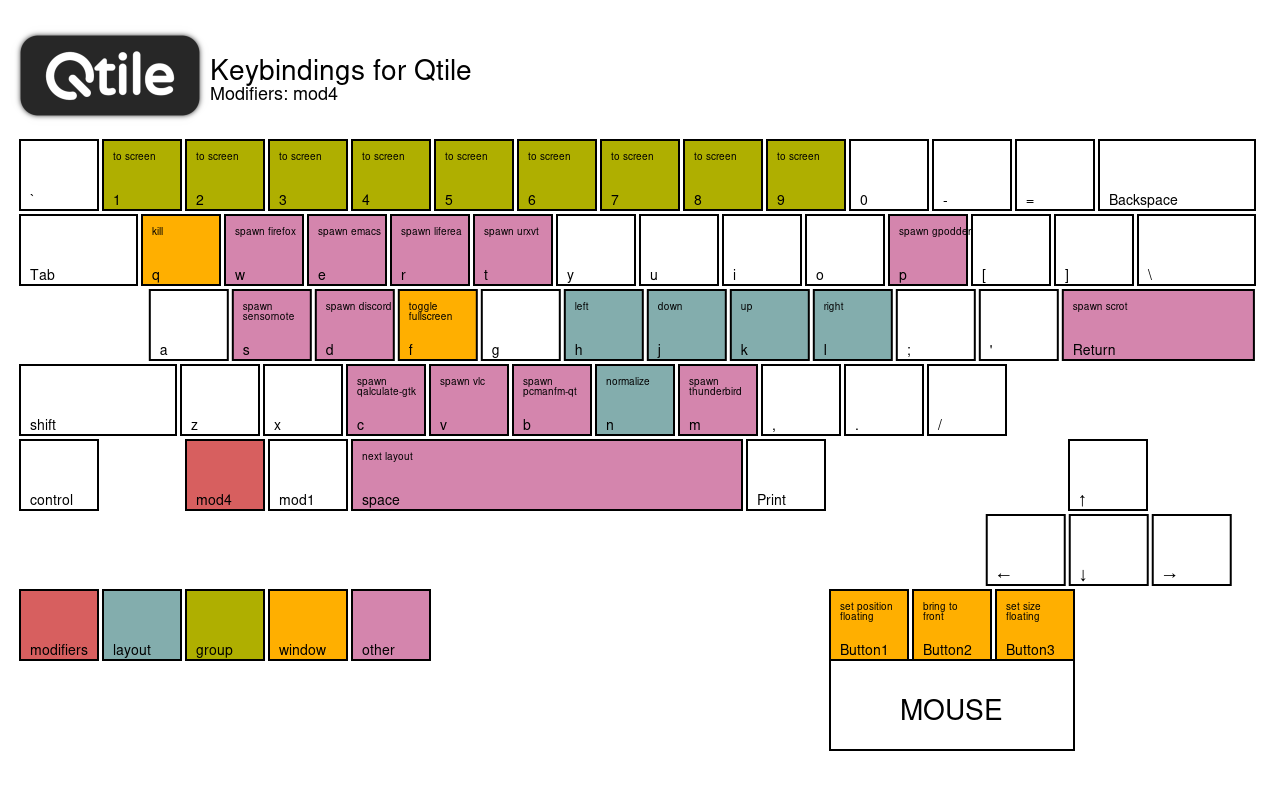 Qtile
Keybindings for Qtile
Modifiers: mod4
to screen to screen to screen to screen to screen to screen to screen to screen to screen
` 1 2 3 4 5 6 7 8 9 0 - = Backspace
kill spawn firefox spawn emacs spawn liferea spawn urxvt spawn gpodder
Tab q w e r t y u i o p [ ] \
spawn spawn discord toggle left down up right spawn scrot
sensornote fullscreen
a s d f g h j k l ; ' Return
spawn spawn vlc spawn normalize spawn
qalculate-gtk pcmanfm-qt thunderbird
shift z x c v b n m , . /
next layout
control mod4 mod1 space Print ↑
← ↓ →
set position bring to set size
floating front floating
modifiers layout group window other Button1 Button2 Button3
MOUSE